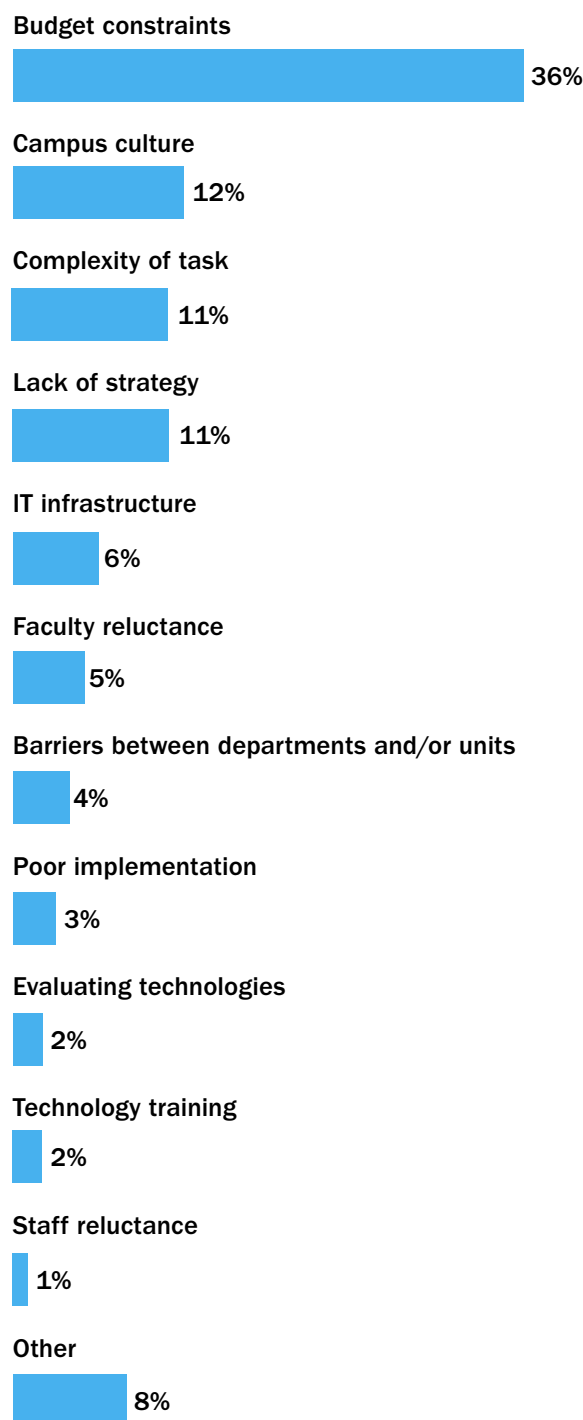 Budget constraints
36%
Campus culture
12%
Complexity of task
11%
Lack of strategy
11%
IT infrastructure
6%
Faculty reluctance
5%
Barriers between departments and/or units
4%
Poor implementation
3%
Evaluating technologies
2%
Technology training
2%
Staff reluctance
1%
Other
8%